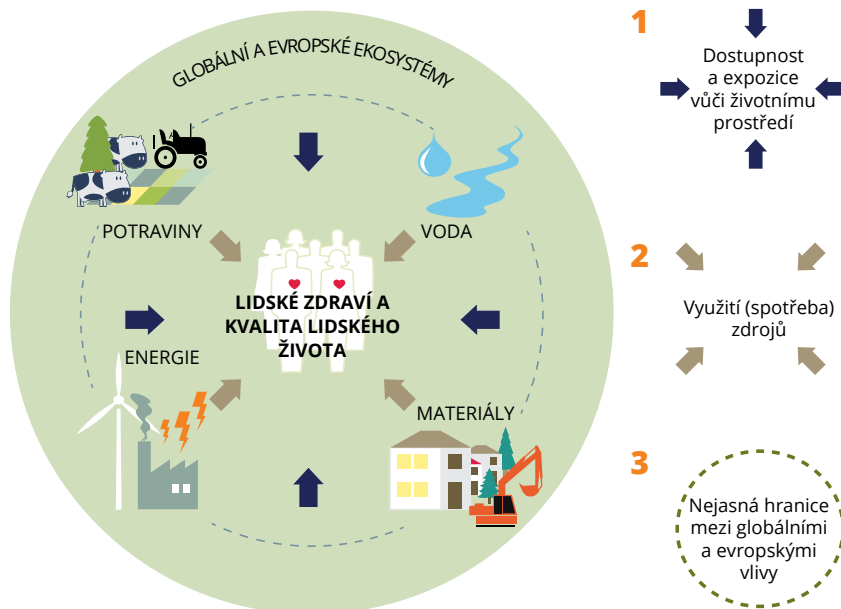 GLOBÁLNÍ A EVROPSKÉ EKOSYSTÉMY
POTRAVINY
VODA
LIDSKÉ ZDRAVÍ A
KVALITA LIDSKÉHO
ŽIVOTA
ENERGIE
MATERIÁLY
1
Dostupnost
a expozice
vůči životnímu
prostředí
2
Využití (spotřeba)
zdrojů
3
Nejasná hranice
mezi globálními
a evropskými
vlivy